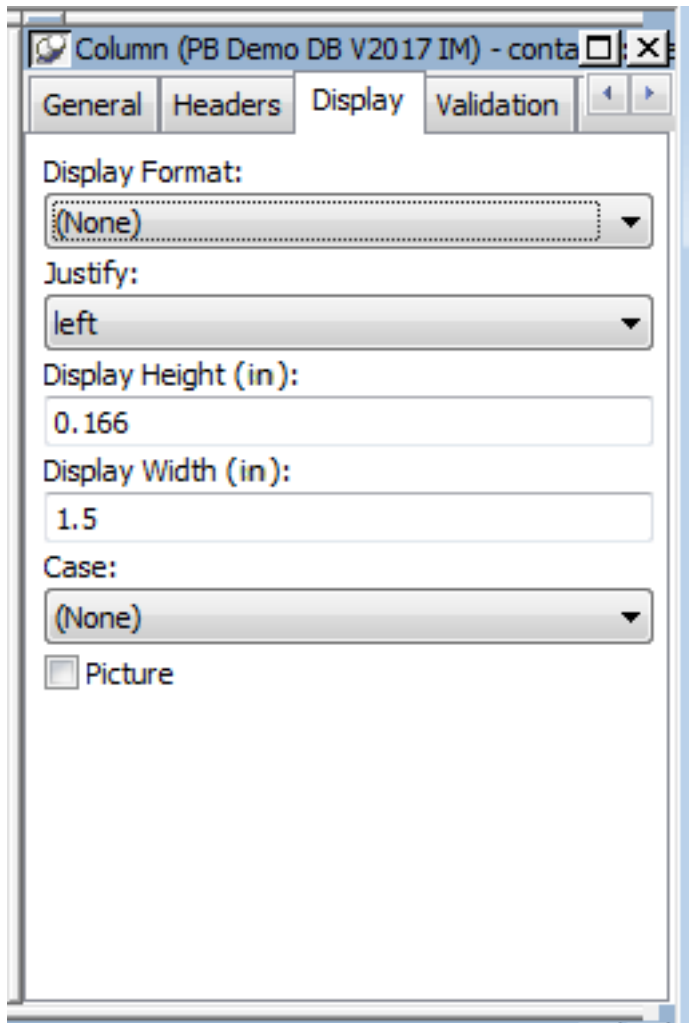 Column (PB Demo DB V2017 IM) - conta
General Headers Display Validation
Display Format:
(None)
Justify:
left
Display Height (in):
0.166
Display Width (in):
1.5
Case:
(None)
Picture